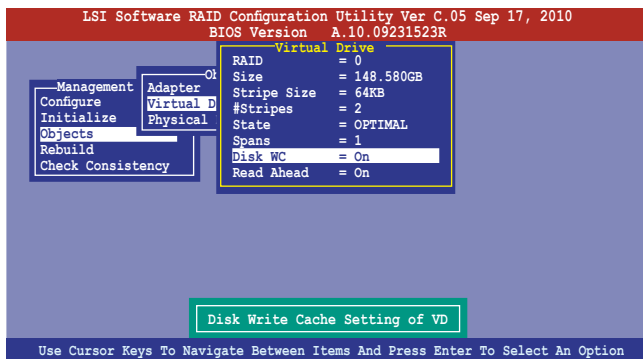 LSI Software RAID Configuration Utility Ver C.05 Sep 17, 2010
BIOS Version A.10.09231523R
Management
Configure
Initialize
Objects
Rebuild
Check Consistency
Ob
Adapter
Virtual D
Physical
Virtual Drive
RAID = 0
Size = 148.580GB
Stripe Size = 64KB
#Stripes = 2
State = OPTIMAL
Spans = 1
Disk WC = On
Read Ahead = On
Disk Write Cache Setting of VD
Use Cursor Keys To Navigate Between Items And Press Enter To Select An Option